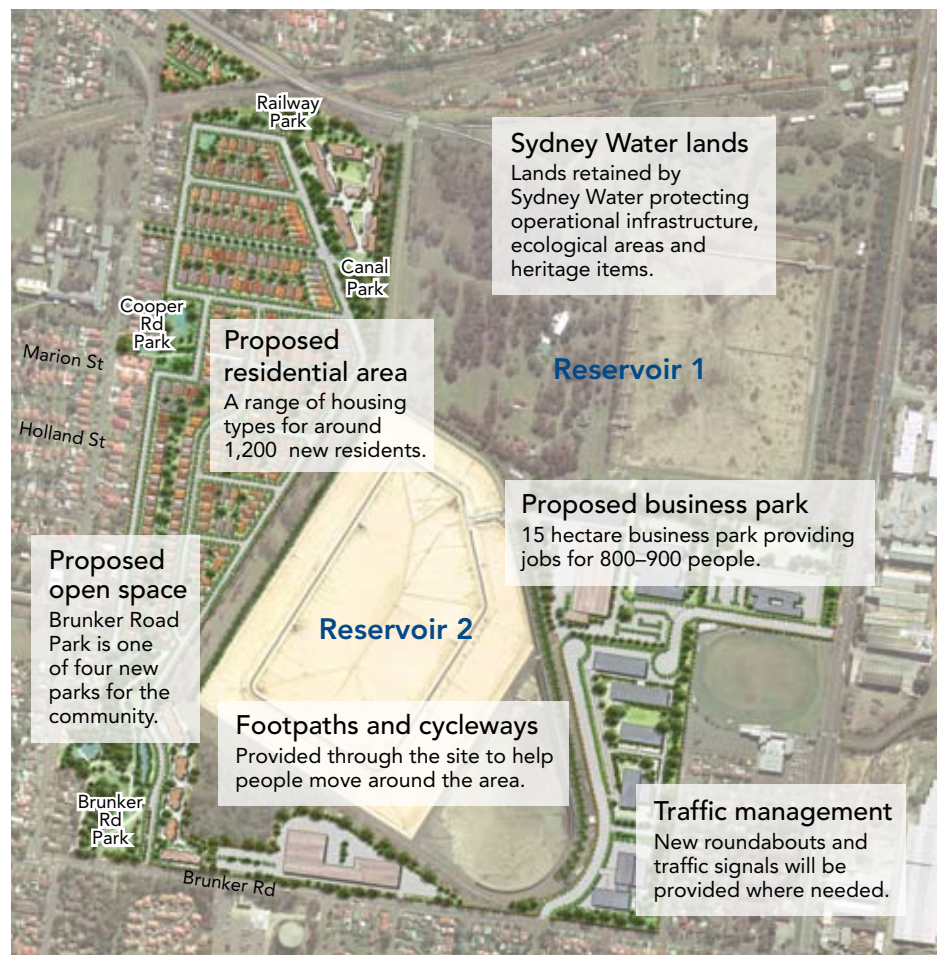 Railway
Park
Sydney Water lands
Lands retained by
Sydney Water protecting
operational infrastructure,
ecological areas and
heritage items.
Canal
Park
Cooper
Rd
Park
Marion St
Holland St
Proposed
residential area
A range of housing
types for around
1,200 new residents.
Reservoir 1
Proposed business park
15 hectare business park providing
jobs for 800–900 people.
Proposed
open space
Brunker Road
Park is one
of four new
parks for the
community.
Reservoir 2
Footpaths and cycleways
Provided through the site to help
people move around the area.
Brunker
Rd
Park
Brunker Rd
Traffic management
New roundabouts and
traffic signals will be
provided where needed.